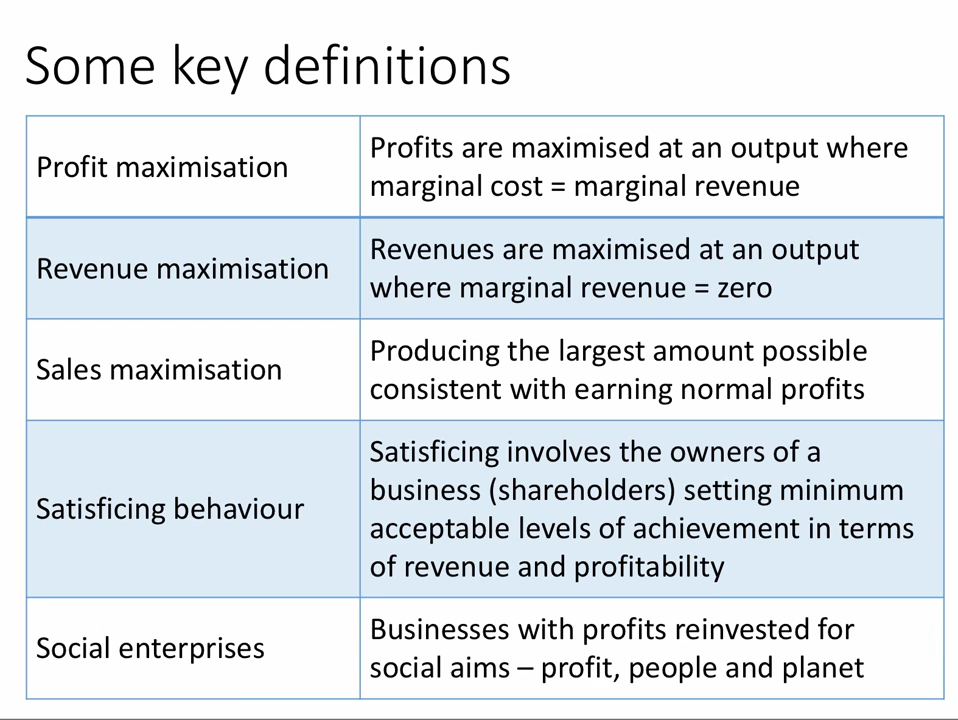 Some key definitions
Profit maximisation
Profits are maximised at an output where
marginal cost = marginal revenue
Revenue maximisation
Revenues are maximised at an output
where marginal revenue = zero
Sales maximisation
Producing the largest amount possible
consistent with earning normal profits
Satisficing behaviour
Satisficing involves the owners of a
business (shareholders) setting minimum
acceptable levels of achievement in terms
of revenue and profitability
Social enterprises
Businesses with profits reinvested for
social aims – profit, people and planet